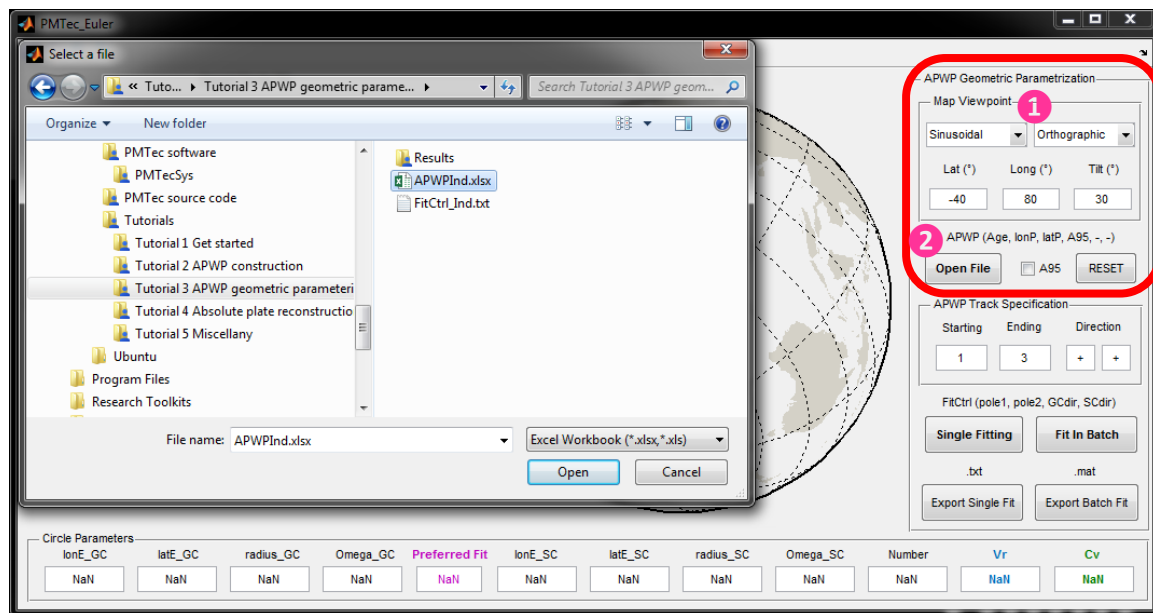 PMTec_Euler
Select a file
« Tuto... ▸ Tutorial 3 APWP geometric parame... ▸
Search Tutorial 3 APWP geom...
Organize New folder
PMTec software
PMTecSys
PMTec source code
Tutorials
Tutorial 1 Get started
Tutorial 2 APWP construction
Tutorial 3 APWP geometric parameteri
Tutorial 4 Absolute plate reconstructio
Tutorial 5 Miscellany
Ubuntu
Program Files
Research Toolkits
Results
APWPInd.xlsx
FitCtrl_Ind.txt
File name: APWPInd.xlsx
Excel Workbook (*.xlsx,*.xls)
Open Cancel
APWP Geometric Parametrization
Map Viewpoint
1
Sinusoidal Orthographic
Lat (°) Long (°) Tilt (°)
-40 80 30
2 APWP (Age, lonP, latP, A95, -, -)
Open File A95 RESET
APWP Track Specification
Starting Ending Direction
1 3 + +
FitCtrl (pole1, pole2, GCdir, SCdir)
Single Fitting Fit In Batch
.txt .mat
Export Single Fit Export Batch Fit
Circle Parameters
lonE_GC latE_GC radius_GC Omega_GC Preferred Fit lonE_SC latE_SC radius_SC Omega_SC Number Vr Cv
NaN NaN NaN NaN NaN NaN NaN NaN NaN NaN NaN NaN